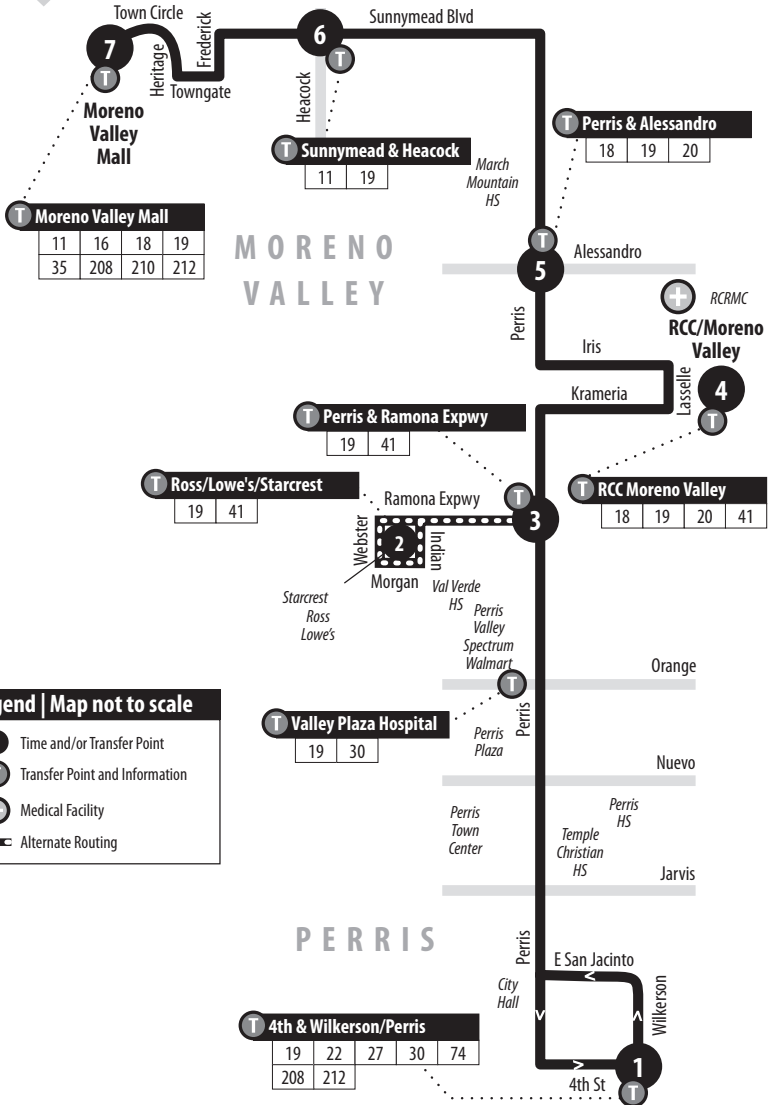 Town Circle
Sunnymead Blvd
7
T
Heritage
Frederick
Towngate
6
T
Heacock
Moreno
Valley
Mall
T Sunnymead & Heacock
11 19
March
Mountain
HS
T Perris & Alessandro
18 19 20
T Moreno Valley Mall
11 16 18 19
35 208 210 212
MORENO
VALLEY
T
5
Alessandro
RCRMC
RCC/Moreno
Valley
Perris
Iris
Krameria
Lasselle
4
T
T Perris & Ramona Expwy
19 41
T Ross/Lowe's/Starcrest
19 41
T RCC Moreno Valley
18 19 20 41
Ramona Expwy
T
3
Webster
2
Indian
Morgan
Starcrest
Ross
Lowe's
Val Verde
HS
Perris
Valley
Spectrum
Walmart
Orange
T
T Valley Plaza Hospital
19 30
Perris
Perris
Plaza
gend | Map not to scale
Time and/or Transfer Point
Transfer Point and Information
Medical Facility
Alternate Routing
Nuevo
Perris
Town
Center
Temple
Christian
HS
Perris
HS
Jarvis
PERRIS
Perris
E San Jacinto
City
Hall
Wilkerson
T 4th & Wilkerson/Perris
19 22 27 30 74
208 212
4th St
1
T